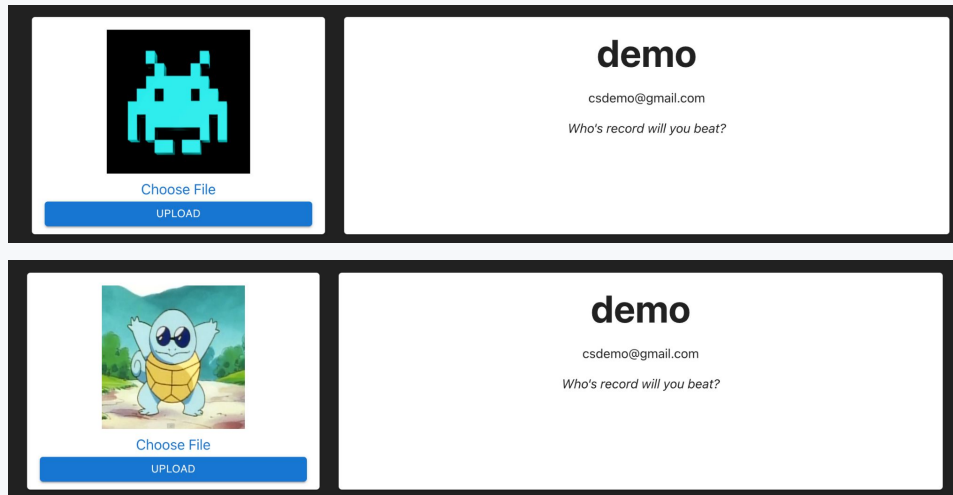 Choose File
UPLOAD
demo
csdemo@gmail.com
Who's record will you beat?
Choose File
UPLOAD
demo
csdemo@gmail.com
Who's record will you beat?